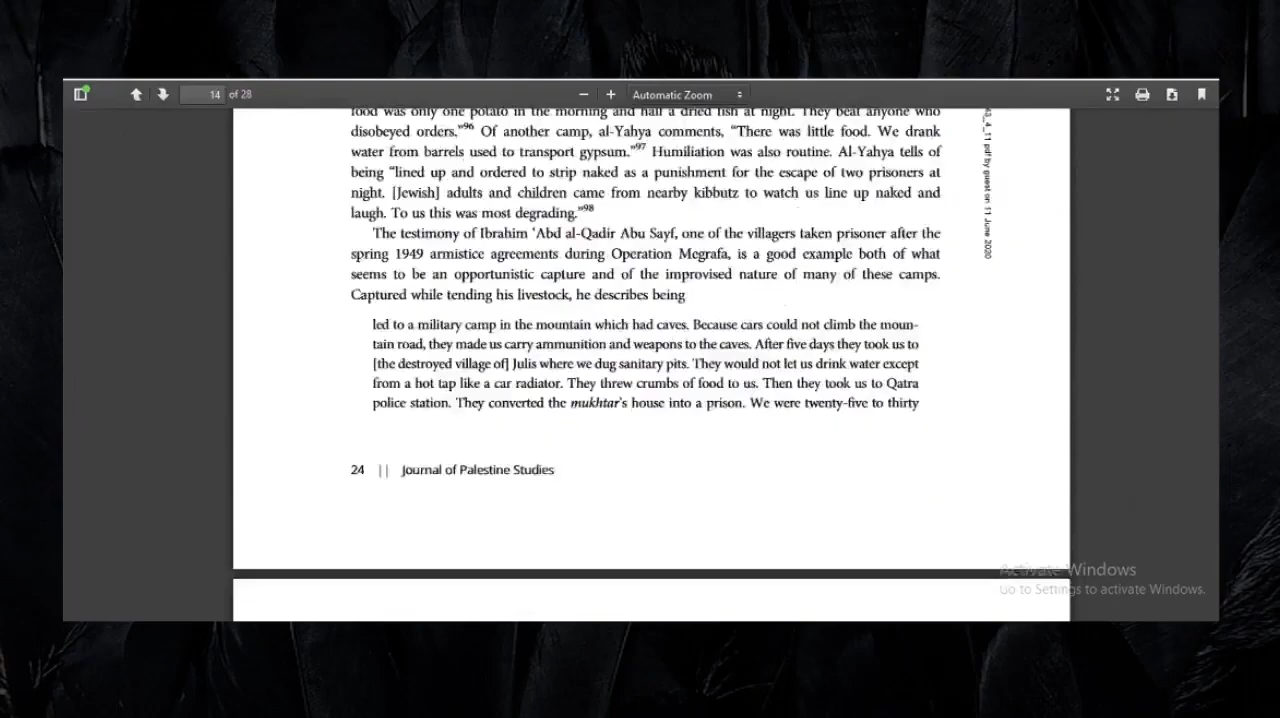 14 of 28
Automatic Zoom
food was only one potato in the morning and half a dried fish at night. They beat anyone who
disobeyed orders."96 Of another camp, al-Yahya comments, "There was little food. We drank
water from barrels used to transport gypsum."97 Humiliation was also routine. Al-Yahya tells of
being "lined up and ordered to strip naked as a punishment for the escape of two prisoners at
night. [Jewish] adults and children came from nearby kibbutz to watch us line up naked and
laugh. To us this was most degrading."98
The testimony of Ibrahim ‘Abd al-Qadir Abu Sayf, one of the villagers taken prisoner after the
spring 1949 armistice agreements during Operation Megrafa, is a good example both of what
seems to be an opportunistic capture and of the improvised nature of many of these camps.
Captured while tending his livestock, he describes being
led to a military camp in the mountain which had caves. Because cars could not climb the moun-
tain road, they made us carry ammunition and weapons to the caves. After five days they took us to
[the destroyed village of] Julis where we dug sanitary pits. They would not let us drink water except
from a hot tap like a car radiator. They threw crumbs of food to us. Then they took us to Qatra
police station. They converted the mukhtar's house into a prison. We were twenty-five to thirty
24 || Journal of Palestine Studies
43_4_11 pdf by guest on 11 June 2020
Activate Windows
Go to Settings to activate Windows.